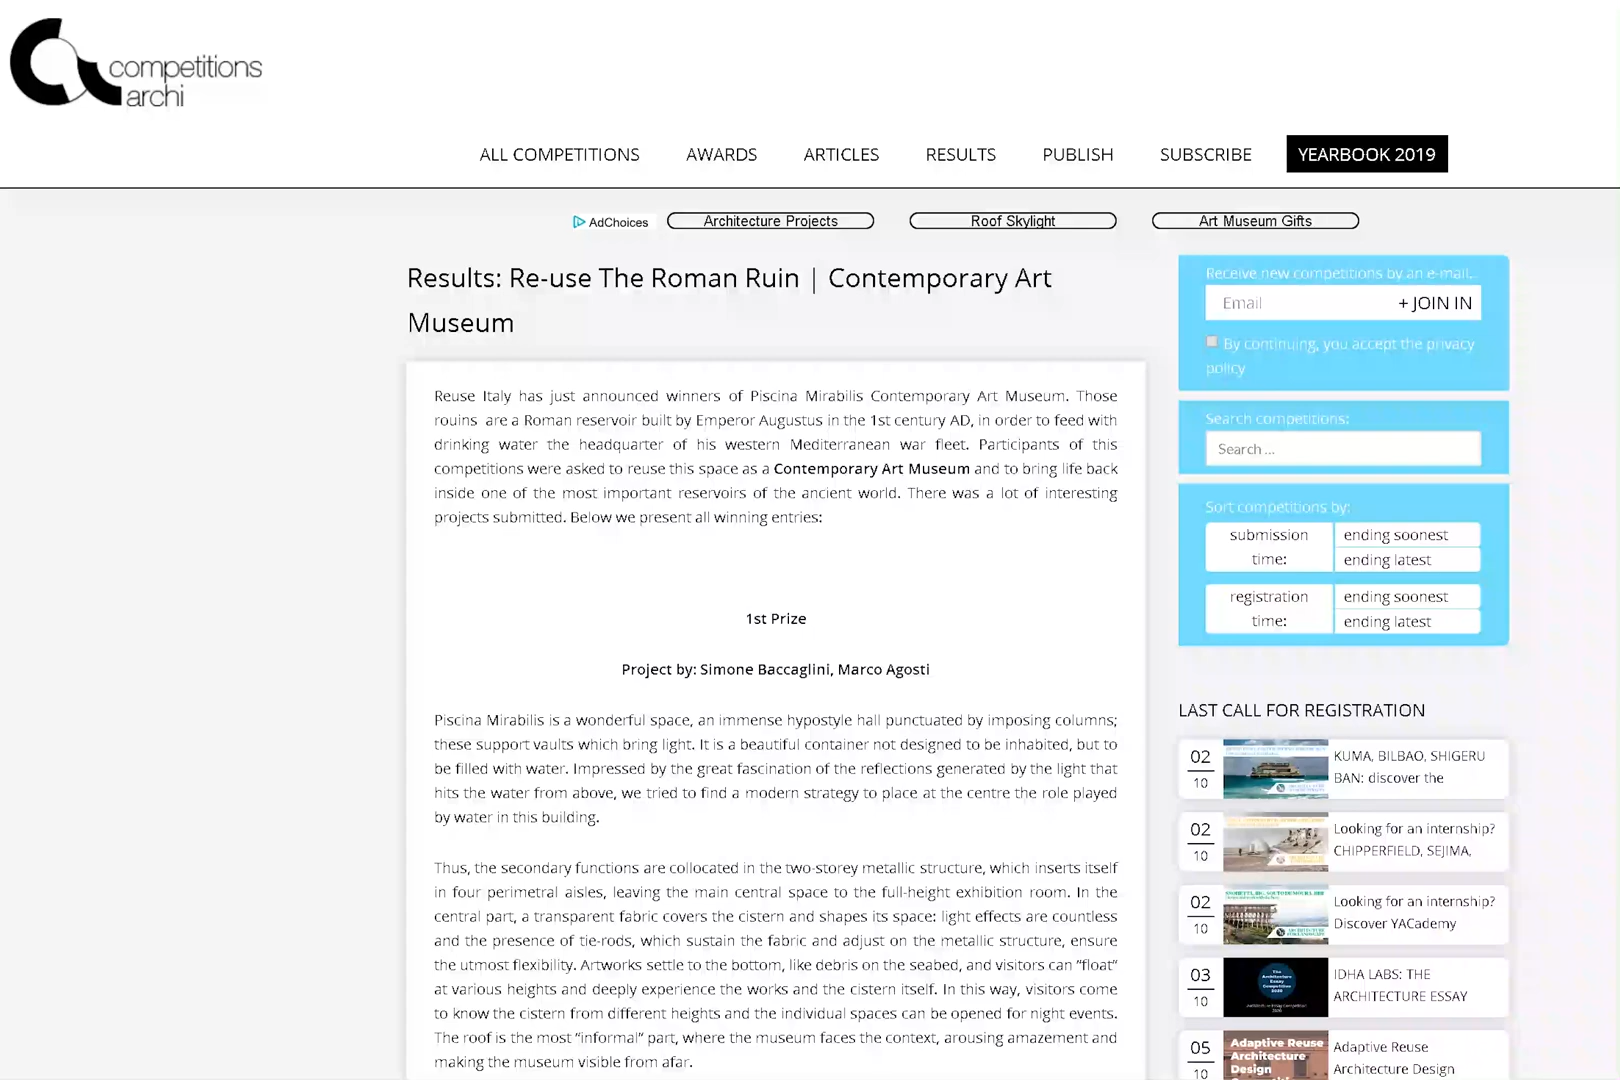 competitions
archi
ALL COMPETITIONS AWARDS ARTICLES RESULTS PUBLISH SUBSCRIBE YEARBOOK 2019
AdChoices Architecture Projects Roof Skylight Art Museum Gifts
Results: Re-use The Roman Ruin | Contemporary Art
Museum
Reuse Italy has just announced winners of Piscina Mirabilis Contemporary Art Museum. Those
rouins are a Roman reservoir built by Emperor Augustus in the 1st century AD, in order to feed with
drinking water the headquarter of his western Mediterranean war fleet. Participants of this
competitions were asked to reuse this space as a Contemporary Art Museum and to bring life back
inside one of the most important reservoirs of the ancient world. There was a lot of interesting
projects submitted. Below we present all winning entries:
1st Prize
Project by: Simone Baccaglini, Marco Agosti
Piscina Mirabilis is a wonderful space, an immense hypostyle hall punctuated by imposing columns;
these support vaults which bring light. It is a beautiful container not designed to be inhabited, but to
be filled with water. Impressed by the great fascination of the reflections generated by the light that
hits the water from above, we tried to find a modern strategy to place at the centre the role played
by water in this building.
Thus, the secondary functions are collocated in the two-storey metallic structure, which inserts itself
in four perimetral aisles, leaving the main central space to the full-height exhibition room. In the
central part, a transparent fabric covers the cistern and shapes its space: light effects are countless
and the presence of tie-rods, which sustain the fabric and adjust on the metallic structure, ensure
the utmost flexibility. Artworks settle to the bottom, like debris on the seabed, and visitors can "float"
at various heights and deeply experience the works and the cistern itself. In this way, visitors come
to know the cistern from different heights and the individual spaces can be opened for night events.
The roof is the most "informal" part, where the museum faces the context, arousing amazement and
making the museum visible from afar.
Receive new competitions by an e-mail...
Email + JOIN IN
By continuing, you accept the privacy
policy
Search competitions:
Search ...
Sort competitions by:
submission
time:
ending soonest
ending latest
registration
time:
ending soonest
ending latest
LAST CALL FOR REGISTRATION
02
10
KUMA, BILBAO, SHIGERU
BAN: discover the
02
10
Looking for an internship?
CHIPPERFIELD, SEJIMA,
02
10
Looking for an internship?
Discover YACademy
03
10
The
Architecture
Essay
Competition
2020
IDHA LABS: THE
ARCHITECTURE ESSAY
05
10
Adaptive Reuse
Architecture
Design
Adaptive Reuse
Architecture Design